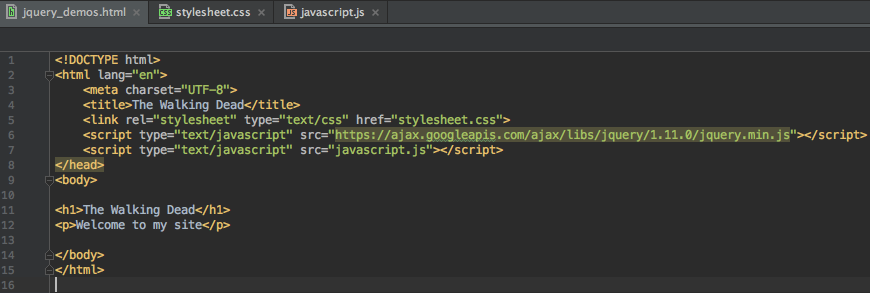 jquery_demos.html stylesheet.css javascript.js
1 <!DOCTYPE html>
2 <html lang="en">
3 <meta charset="UTF-8">
4 <title>The Walking Dead</title>
5 <link rel="stylesheet" type="text/css" href="stylesheet.css">
6 <script type="text/javascript" src="https://ajax.googleapis.com/ajax/libs/jquery/1.11.0/jquery.min.js"></script>
7 <script type="text/javascript" src="javascript.js"></script>
8 </head>
9 <body>
10
11 <h1>The Walking Dead</h1>
12 <p>Welcome to my site</p>
13
14 </body>
15 </html>
16